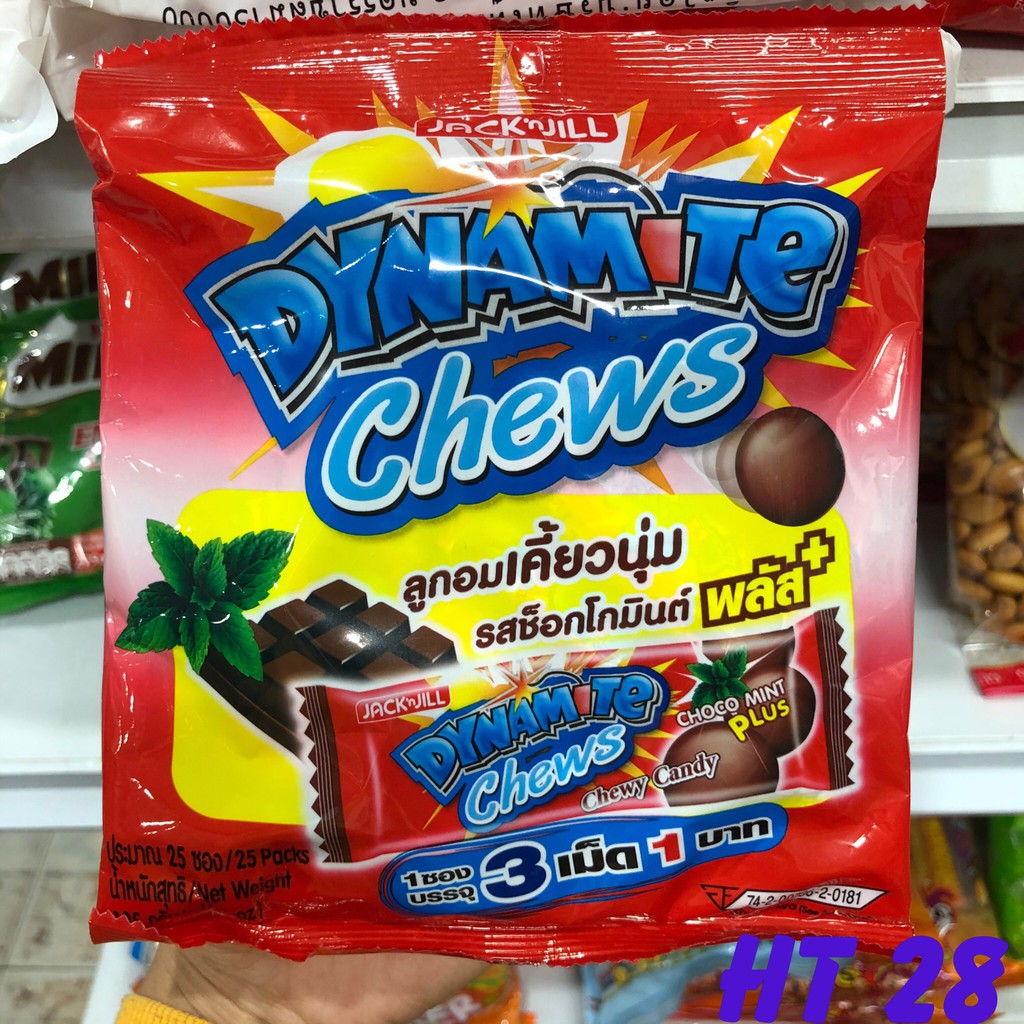 JACK'nJILL
DYNAMiTe
Chews
ลูกอมเคี้ยวนุ่ม
รสช็อกโกมินต์ พลัส+
JACK'nJILL
DYNAMiTe
Chews
CHOCO MINT
PLUS
Chewy Candy
1 ซอง
บรรจุ 3 เม็ด 1 บาท
ประมาณ 25 ซอง/25 Packs
น้ำหนักสุทธิ/Net Weight
HT 28